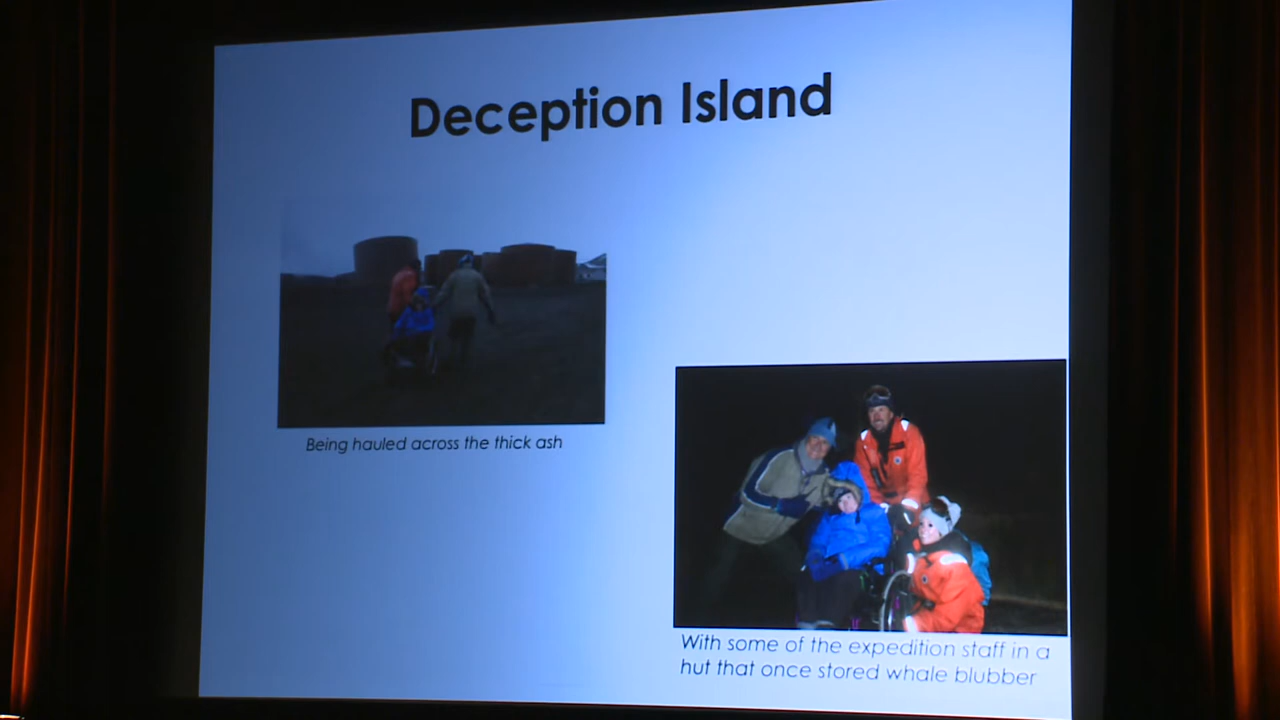 Deception Island
Being hauled across the thick ash
With some of the expedition staff in a
hut that once stored whale blubber